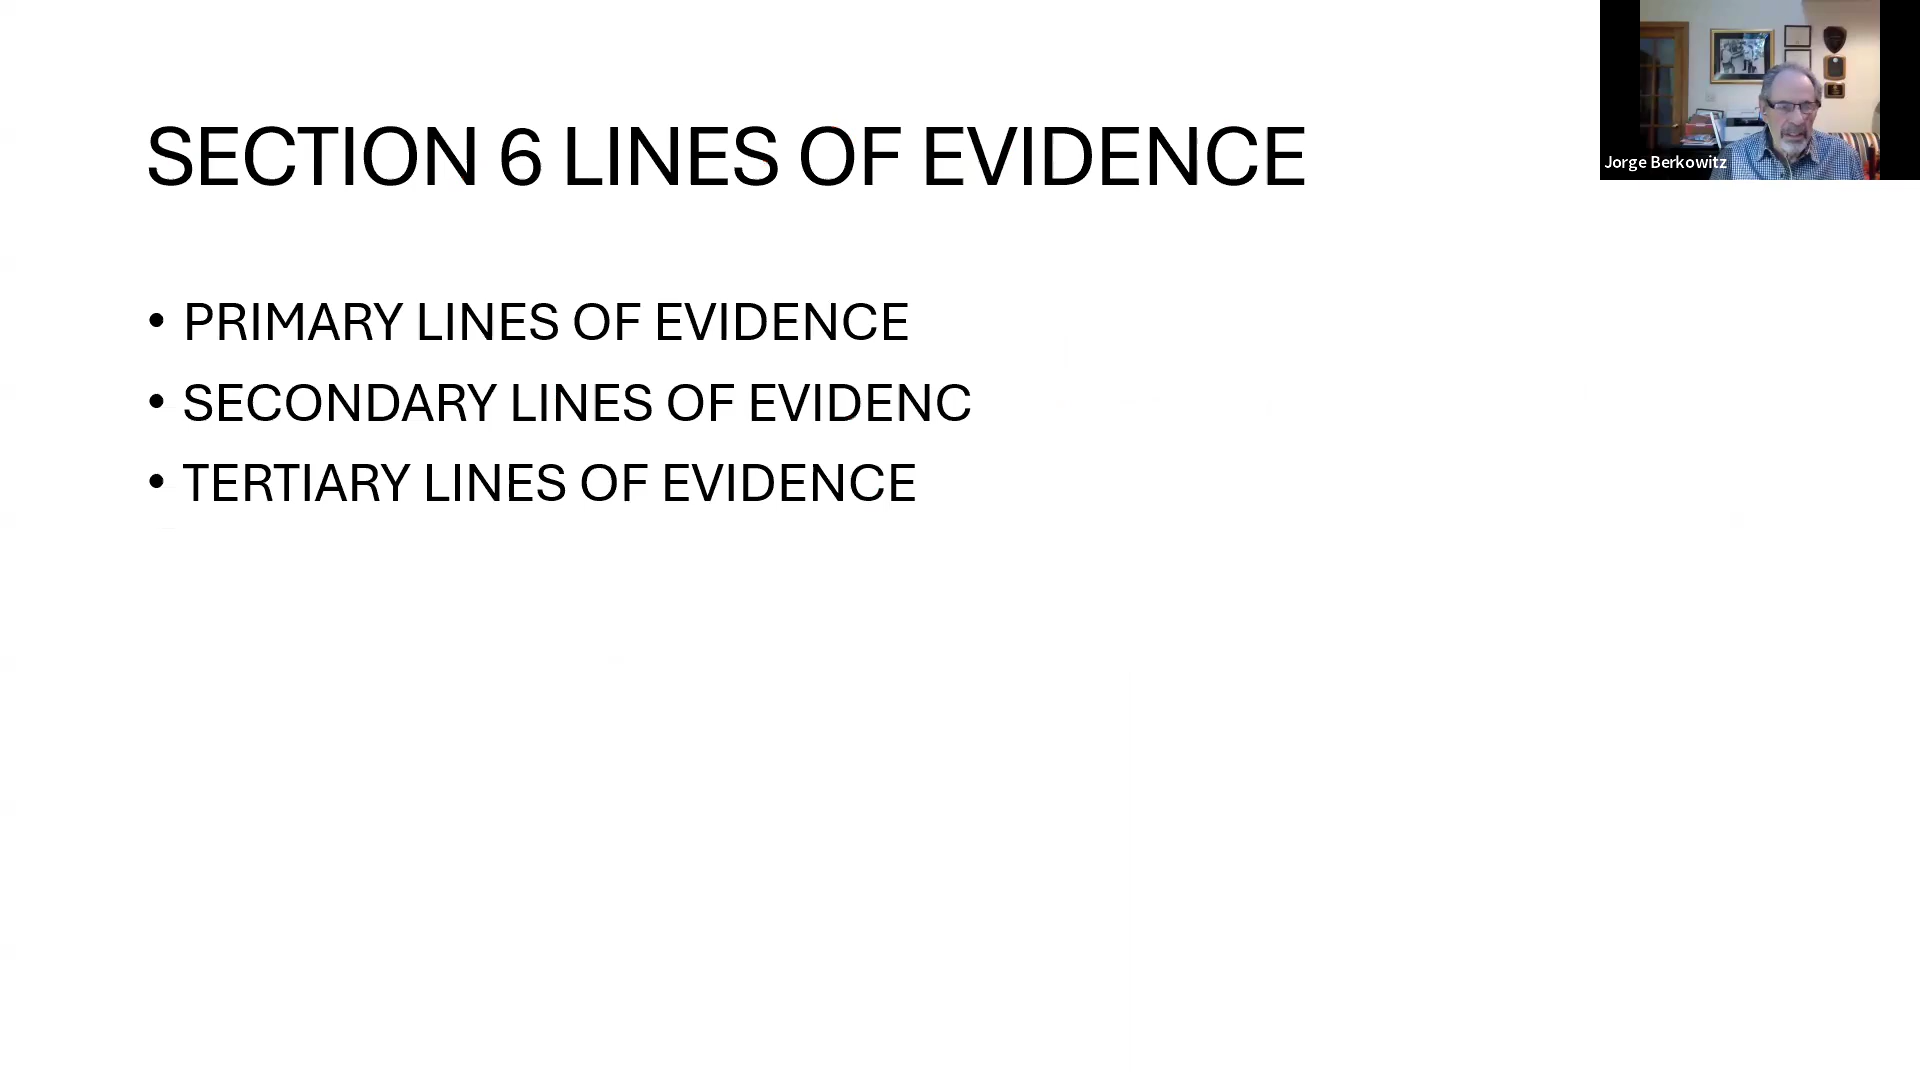 SECTION 6 LINES OF EVIDENCE
• PRIMARY LINES OF EVIDENCE
• SECONDARY LINES OF EVIDENC
• TERTIARY LINES OF EVIDENCE
Jorge Berkowitz